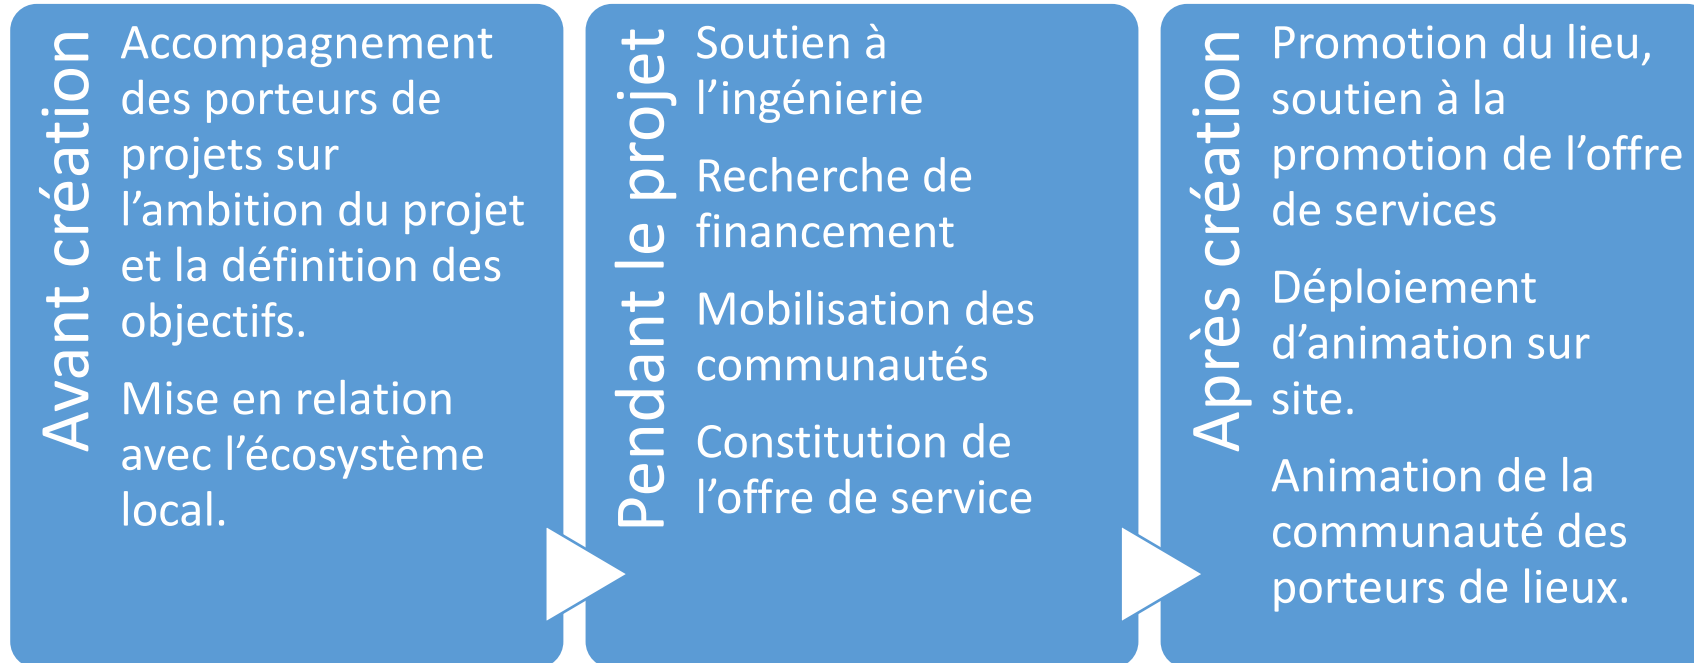 Avant création
Accompagnement
des porteurs de
projets sur
l’ambition du projet
et la définition des
objectifs.
Mise en relation
avec l’écosystème
local.
Pendant le projet
Soutien à
l’ingénierie
Recherche de
financement
Mobilisation des
communautés
Constitution de
l’offre de service
Après création
Promotion du lieu,
soutien à la
promotion de l’offre
de services
Déploiement
d’animation sur
site.
Animation de la
communauté des
porteurs de lieux.